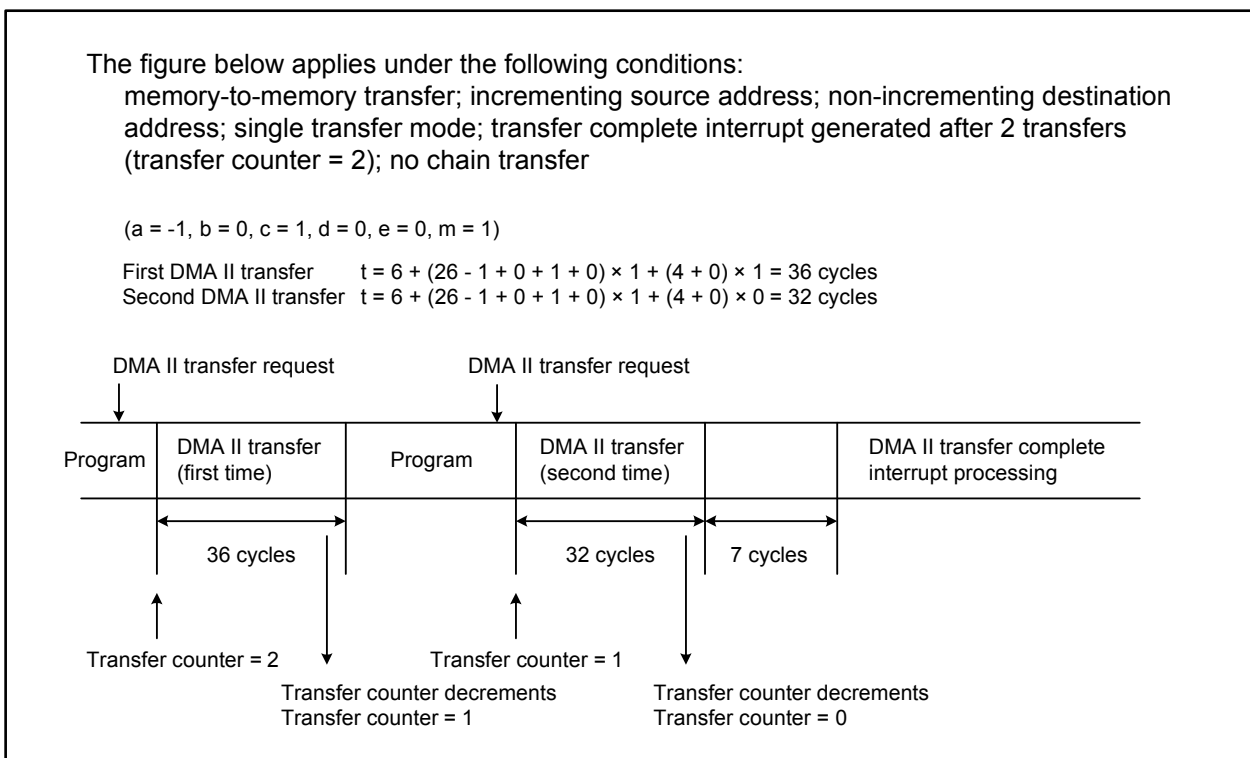 The figure below applies under the following conditions:
memory-to-memory transfer; incrementing source address; non-incrementing destination
address; single transfer mode; transfer complete interrupt generated after 2 transfers
(transfer counter = 2); no chain transfer
(a = -1, b = 0, c = 1, d = 0, e = 0, m = 1)
First DMA II transfer t = 6 + (26 - 1 + 0 + 1 + 0) × 1 + (4 + 0) × 1 = 36 cycles
Second DMA II transfer t = 6 + (26 - 1 + 0 + 1 + 0) × 1 + (4 + 0) × 0 = 32 cycles
DMA II transfer request
DMA II transfer request
Program
DMA II transfer
(first time)
Program
DMA II transfer
(second time)
DMA II transfer complete
interrupt processing
36 cycles
32 cycles
7 cycles
Transfer counter = 2
Transfer counter = 1
Transfer counter decrements
Transfer counter = 1
Transfer counter decrements
Transfer counter = 0